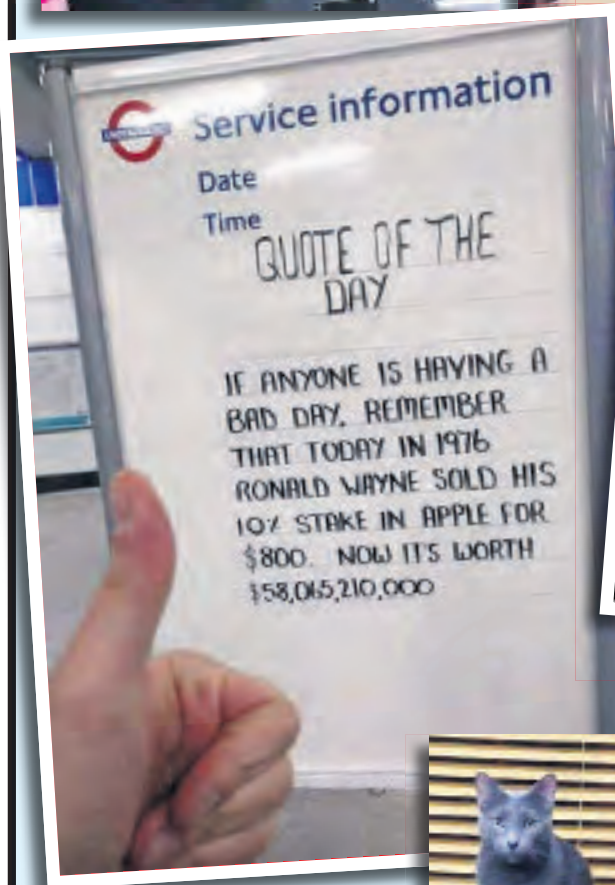 UNDERGROUND
Service information
Date
Time
QUOTE OF THE
DAY
IF ANYONE IS HAVING A
BAD DAY, REMEMBER
THAT TODAY IN 1976
RONALD WAYNE SOLD HIS
10% STAKE IN APPLE FOR
$800. NOW IT'S WORTH
$58,065,210,000